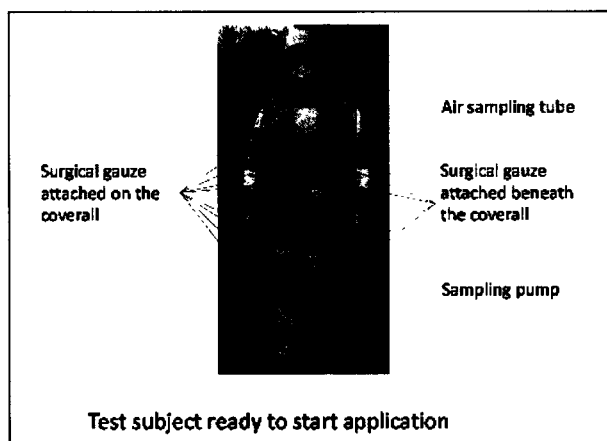 Air sampling tube
Surgical gauze
attached on the
coverall
Surgical gauze
attached beneath
the coverall
Sampling pump
Test subject ready to start application